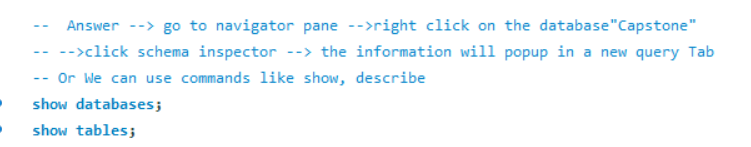 --  Answer --> go to navigator pane -->right click on the database"Capstone"
-- -->click schema inspector --> the information will popup in a new query Tab
-- Or We can use commands like show, describe
show databases;
show tables;